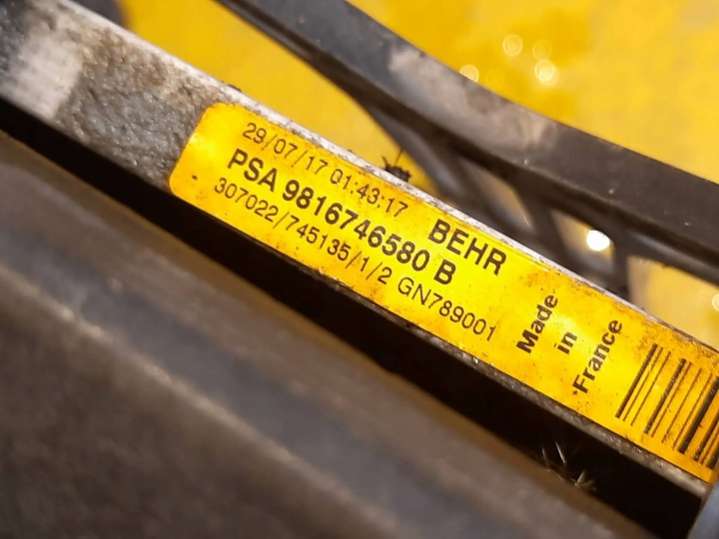 29/07/17 01:43:17
BEHR
PSA 9816746580 B
307022/745135/1/2 GN789001
Made
in
France